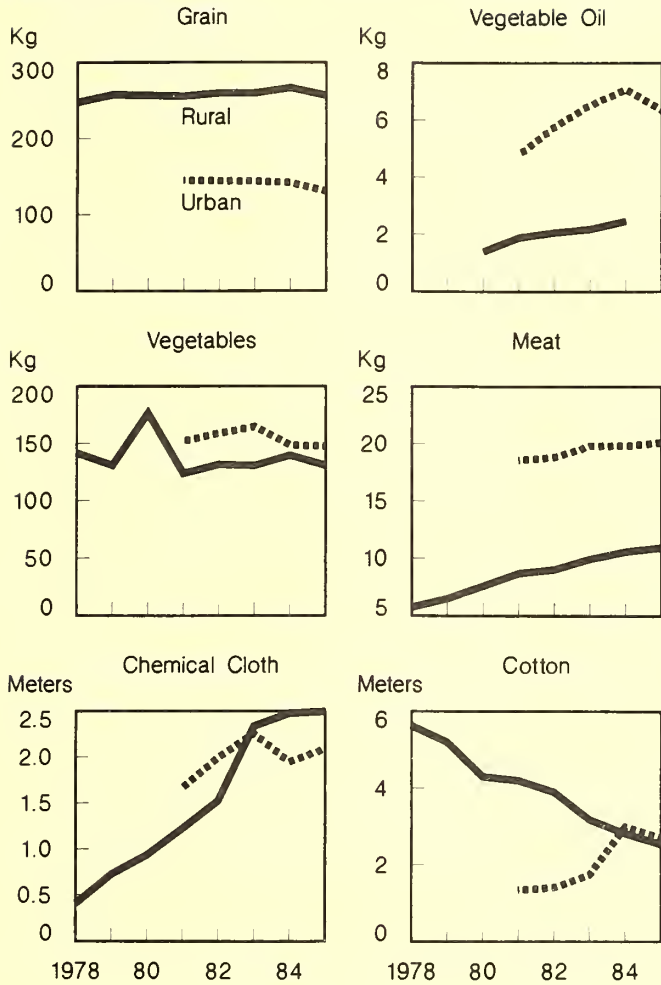 Grain
Kg
300
200
100
0
Rural
Urban
Vegetable Oil
Kg
8
6
4
2
0
Vegetables
Kg
200
150
100
50
0
Meat
Kg
25
20
15
10
5
Chemical Cloth
Meters
2.5
2.0
1.5
1.0
0.5
0
1978 80 82 84
Cotton
Meters
6
4
2
0
1978 80 82 84